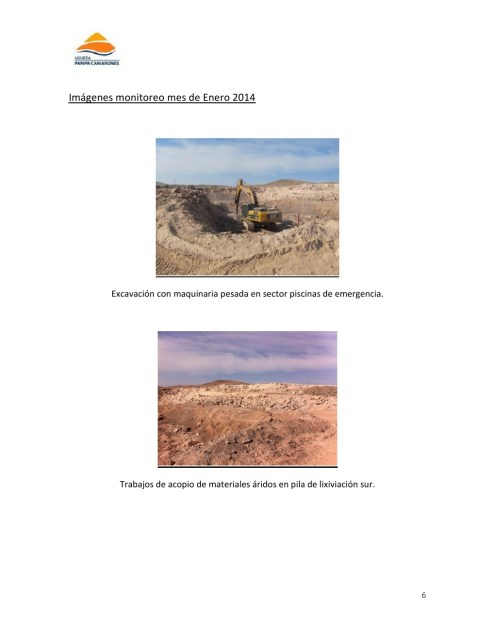 MINERA
PAMPA CAMARONES
Imágenes monitoreo mes de Enero 2014
Excavación con maquinaria pesada en sector piscinas de emergencia.
Trabajos de acopio de materiales áridos en pila de lixiviación sur.
6